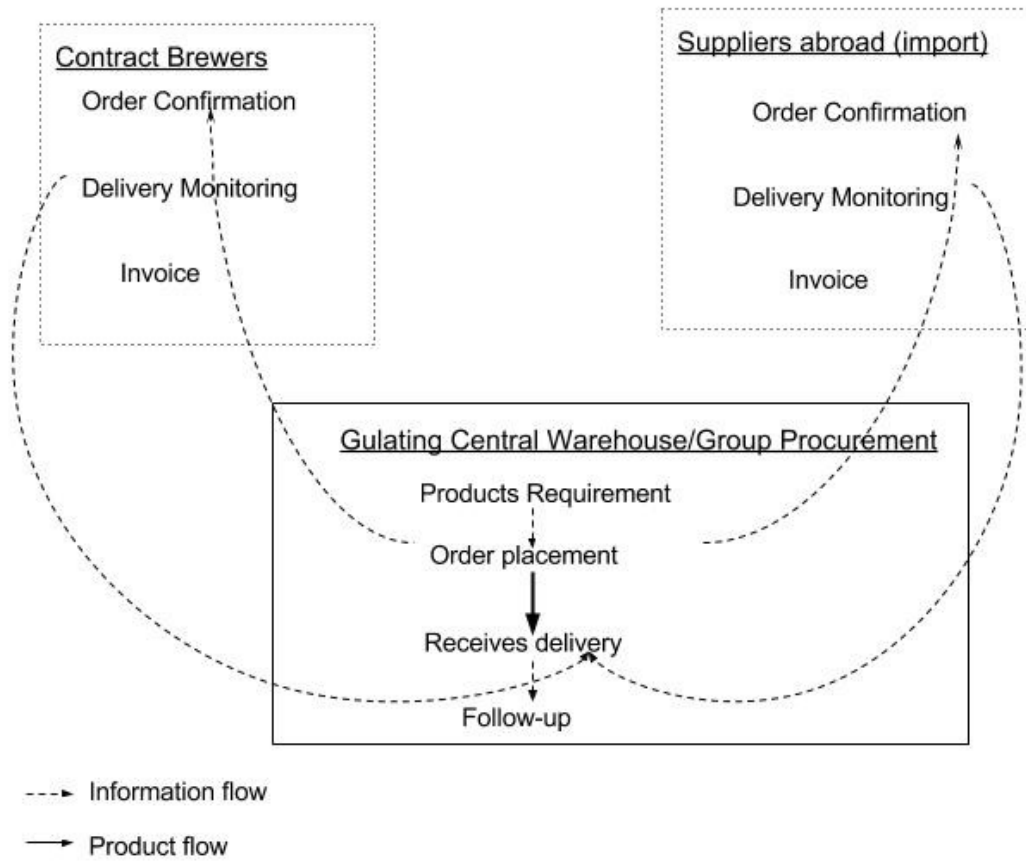 Contract Brewers
Order Confirmation
Delivery Monitoring
Invoice
Suppliers abroad (import)
Order Confirmation
Delivery Monitoring
Invoice
Gulating Central Warehouse/Group Procurement
Products Requirement
Order placement
Receives delivery
Follow-up
Information flow
Product flow